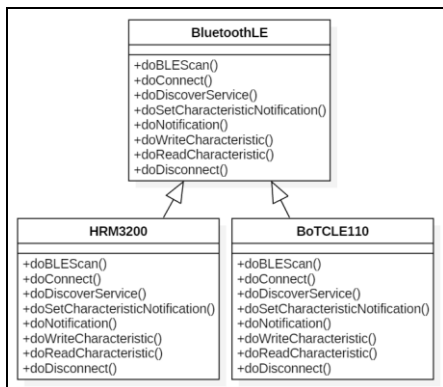 BluetoothLE
+doBLEScan()
+doConnect()
+doDiscoverService()
+doSetCharacteristicNotification()
+doNotification()
+doWriteCharacteristic()
+doReadCharacteristic()
+doDisconnect()
HRM3200
+doBLEScan()
+doConnect()
+doDiscoverService()
+doSetCharacteristicNotification()
+doNotification()
+doWriteCharacteristic()
+doReadCharacteristic()
+doDisconnect()
BoTCLE110
+doBLEScan()
+doConnect()
+doDiscoverService()
+doSetCharacteristicNotification()
+doNotification()
+doWriteCharacteristic()
+doReadCharacteristic()
+doDisconnect()